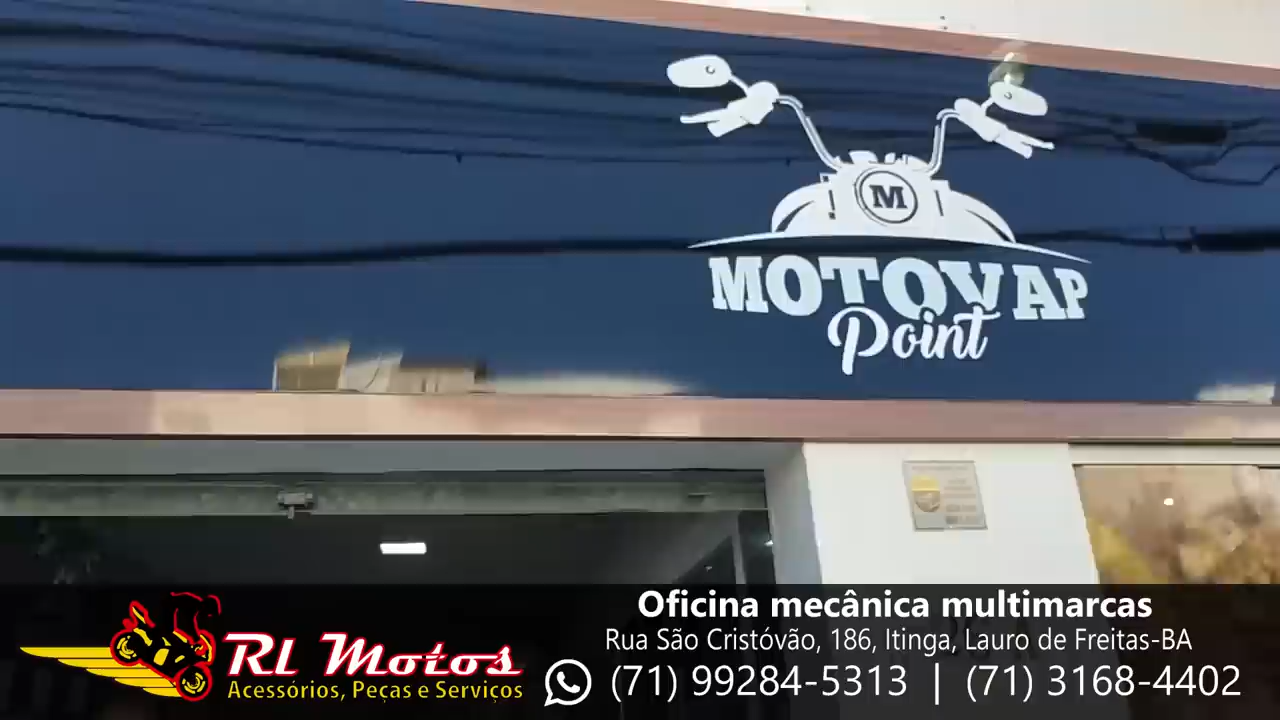 M
MOTOVAP
Point
Oficina mecânica multimarcas
Rua São Cristóvão, 186, Itinga, Lauro de Freitas-BA
(71) 99284-5313 | (71) 3168-4402
RL Motos
Acessórios, Peças e Serviços